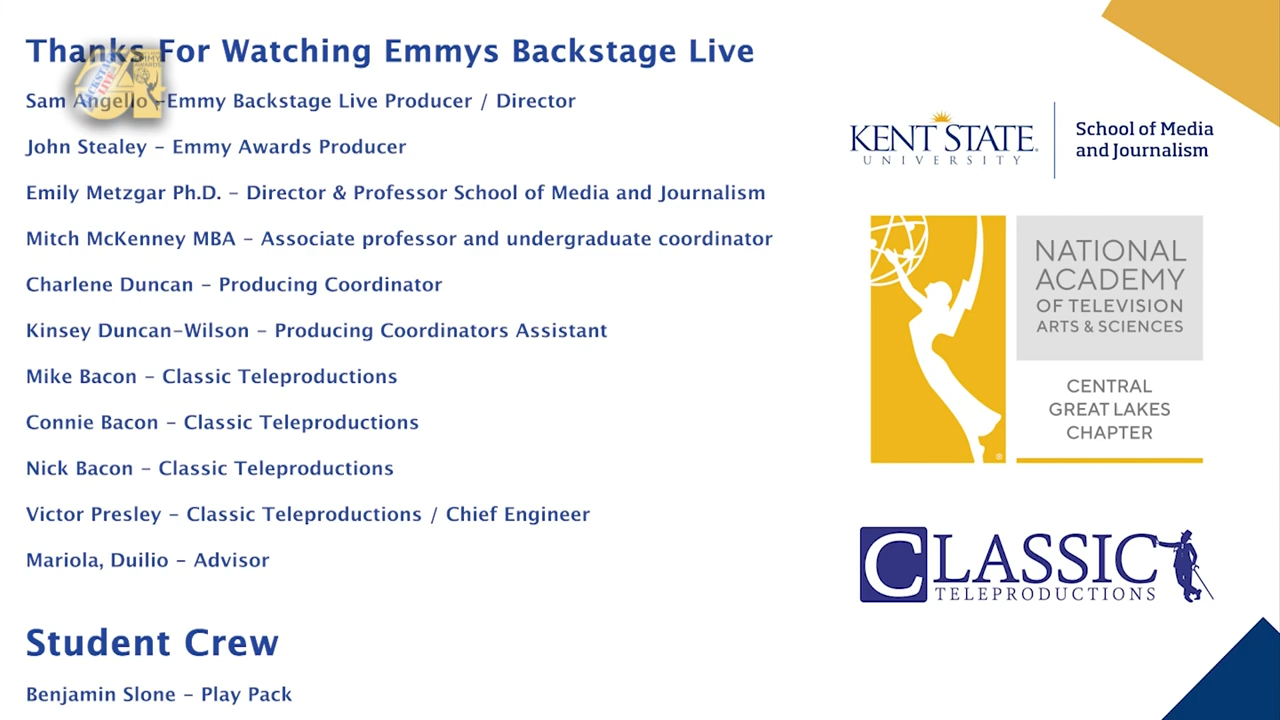 Thanks For Watching Emmys Backstage Live
Sam Angello -Emmy Backstage Live Producer / Director
John Stealey - Emmy Awards Producer
Emily Metzgar Ph.D. - Director & Professor School of Media and Journalism
Mitch McKenney MBA - Associate professor and undergraduate coordinator
Charlene Duncan - Producing Coordinator
Kinsey Duncan-Wilson - Producing Coordinators Assistant
Mike Bacon - Classic Teleproductions
Connie Bacon - Classic Teleproductions
Nick Bacon - Classic Teleproductions
Victor Presley - Classic Teleproductions / Chief Engineer
Mariola, Duilio - Advisor
Student Crew
Benjamin Slone - Play Pack
BACKSTAGE
LIVE
EMMY
AWARDS
KENT STATE
UNIVERSITY
School of Media
and Journalism
NATIONAL
ACADEMY
OF TELEVISION
ARTS & SCIENCES
CENTRAL
GREAT LAKES
CHAPTER
®
CLASSIC
TELEPRODUCTIONS